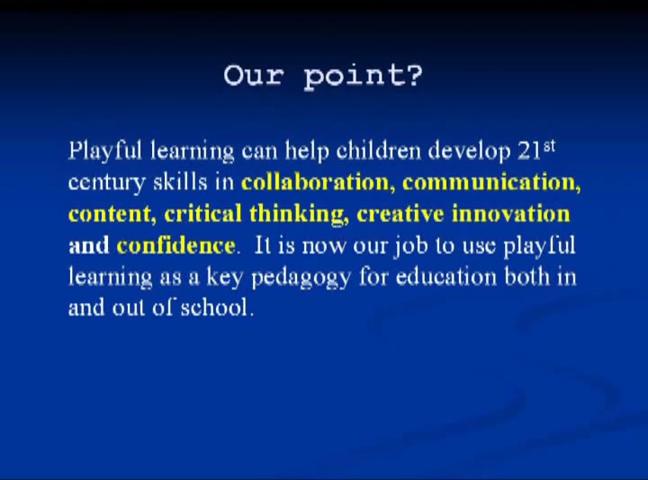 Our point?
Playful learning can help children develop 21st
century skills in collaboration, communication,
content, critical thinking, creative innovation
and confidence. It is now our job to use playful
learning as a key pedagogy for education both in
and out of school.